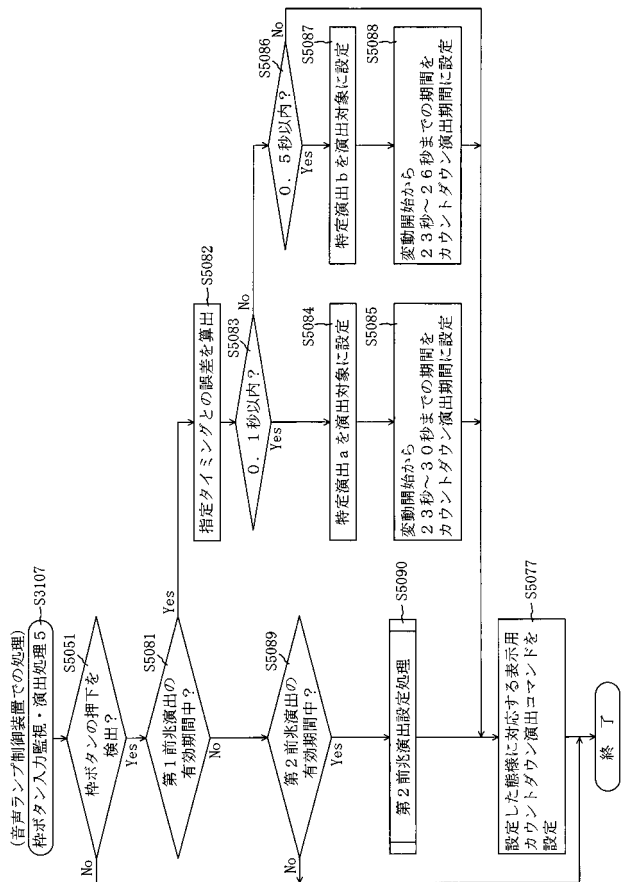 (音声ランプ制御装置での処理)
枠ボタン入力監視・演出処理5
S3107
枠ボタンの押下を
検出?
S5051
No
Yes
第1前兆演出の
有効期間中?
S5081
Yes
No
指定タイミングとの誤差を算出
S5082
0.1秒以内?
S5083
No
Yes
特定演出aを演出対象に設定
S5084
変動開始から
23秒~30秒までの期間を
カウントダウン演出期間に設定
S5085
0.5秒以内?
S5086
No
Yes
特定演出bを演出対象に設定
S5087
変動開始から
23秒~26秒までの期間を
カウントダウン演出期間に設定
S5088
第2前兆演出の
有効期間中?
S5089
No
Yes
第2前兆演出設定処理
S5090
設定した態様に対応する表示用
カウントダウン演出コマンドを
設定
S5077
終了